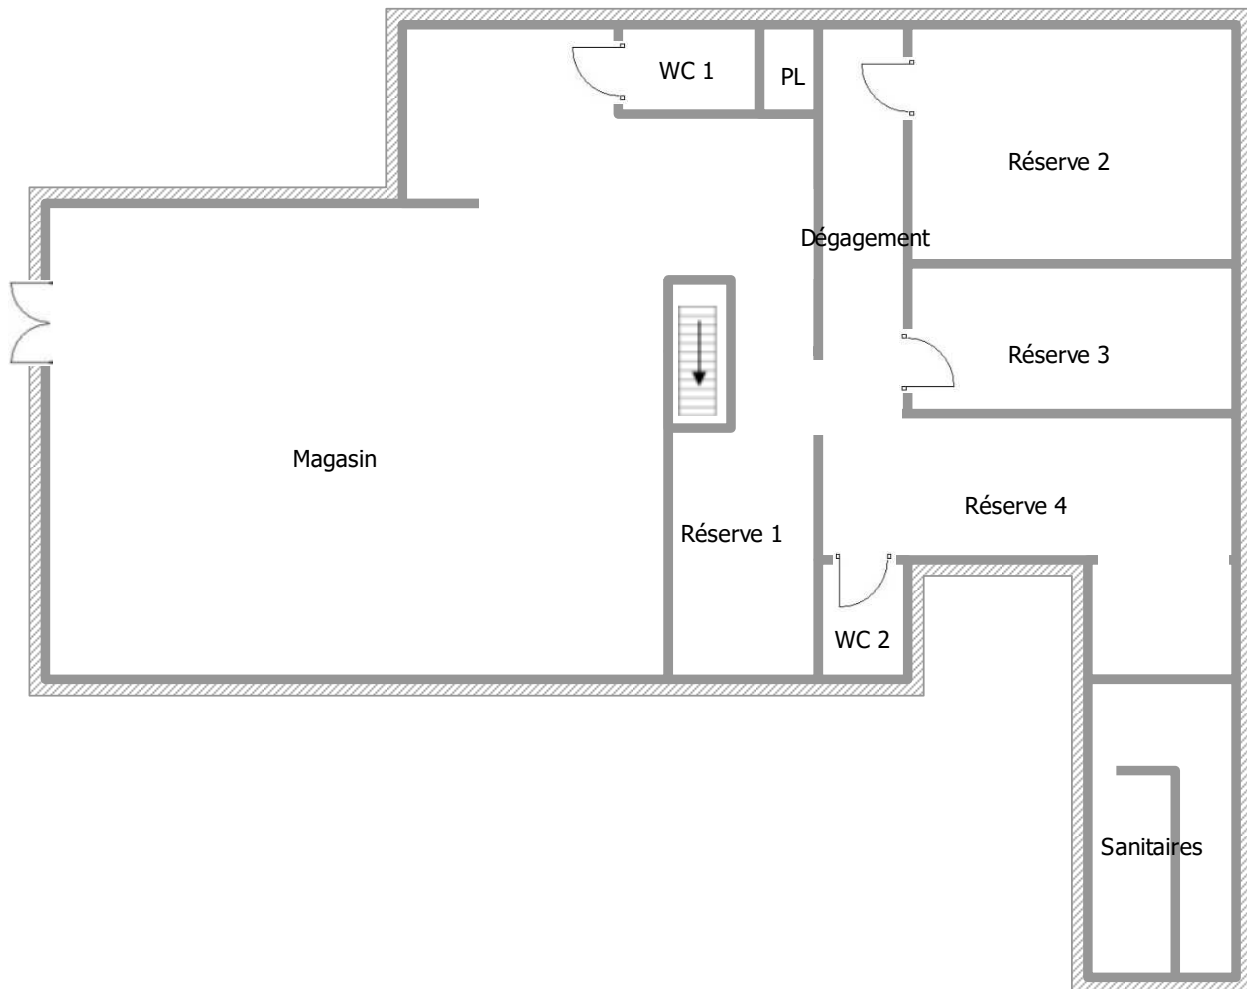 WC 1
PL
Réserve 2
Dégagement
Réserve 3
Magasin
Réserve 4
Réserve 1
WC 2
Sanitaires